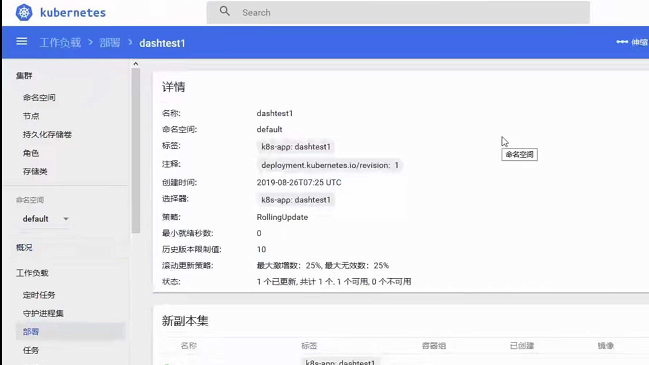 kubernetes
Search
工作负载 > 部署 > dashtest1
伸缩
集群
命名空间
节点
持久化存储卷
角色
存储类
命名空间
default
概况
工作负载
定时任务
守护进程集
部署
任务
详情
名称: dashtest1
命名空间: default
标签: k8s-app: dashtest1
注释: deployment.kubernetes.io/revision: 1
创建时间: 2019-08-26T07:25 UTC
选择器: k8s-app: dashtest1
策略: RollingUpdate
最小就绪秒数: 0
历史版本限制值: 10
滚动更新策略: 最大激增数: 25%, 最大无效数: 25%
状态: 1 个已更新, 共计 1 个, 1 个可用, 0 个不可用
命名空间
新副本集
名称 标签 容器组 已创建 镜像
k8s-app: dashtest1